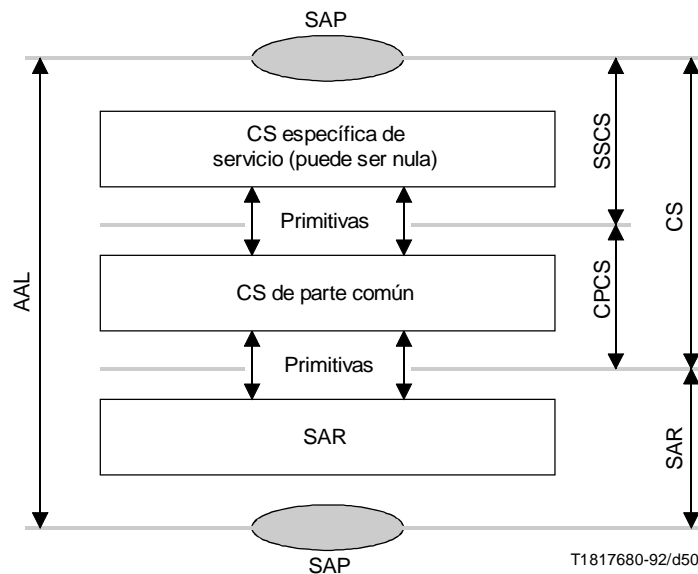 SAP
CS específica de
servicio (puede ser nula)
SSCS
Primitivas
CS
AAL
CS de parte común
CPCS
Primitivas
SAR
SAR
SAP
T1817680-92/d50